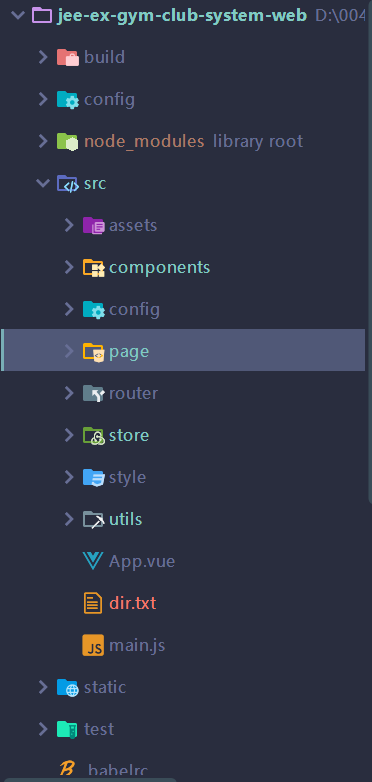 jee-ex-gym-club-system-web D:\004
build
config
node_modules library root
src
assets
components
config
page
router
store
style
utils
App.vue
dir.txt
JS main.js
static
test
.babelrc